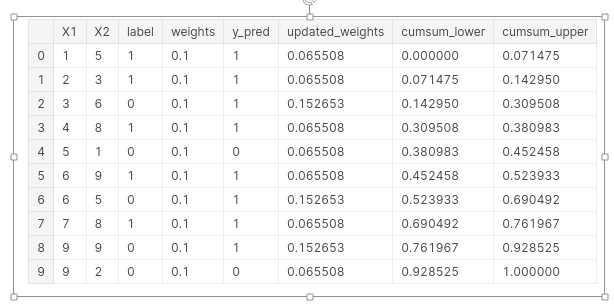 X1 X2 label weights y_pred updated_weights cumsum_lower cumsum_upper
0 1 5 1 0.1 1 0.065508 0.000000 0.071475
1 2 3 1 0.1 1 0.065508 0.071475 0.142950
2 3 6 0 0.1 1 0.152653 0.142950 0.309508
3 4 8 1 0.1 1 0.065508 0.309508 0.380983
4 5 1 0 0.1 0 0.065508 0.380983 0.452458
5 6 9 1 0.1 1 0.065508 0.452458 0.523933
6 6 5 0 0.1 1 0.152653 0.523933 0.690492
7 7 8 1 0.1 1 0.065508 0.690492 0.761967
8 9 9 0 0.1 1 0.152653 0.761967 0.928525
9 9 2 0 0.1 0 0.065508 0.928525 1.000000